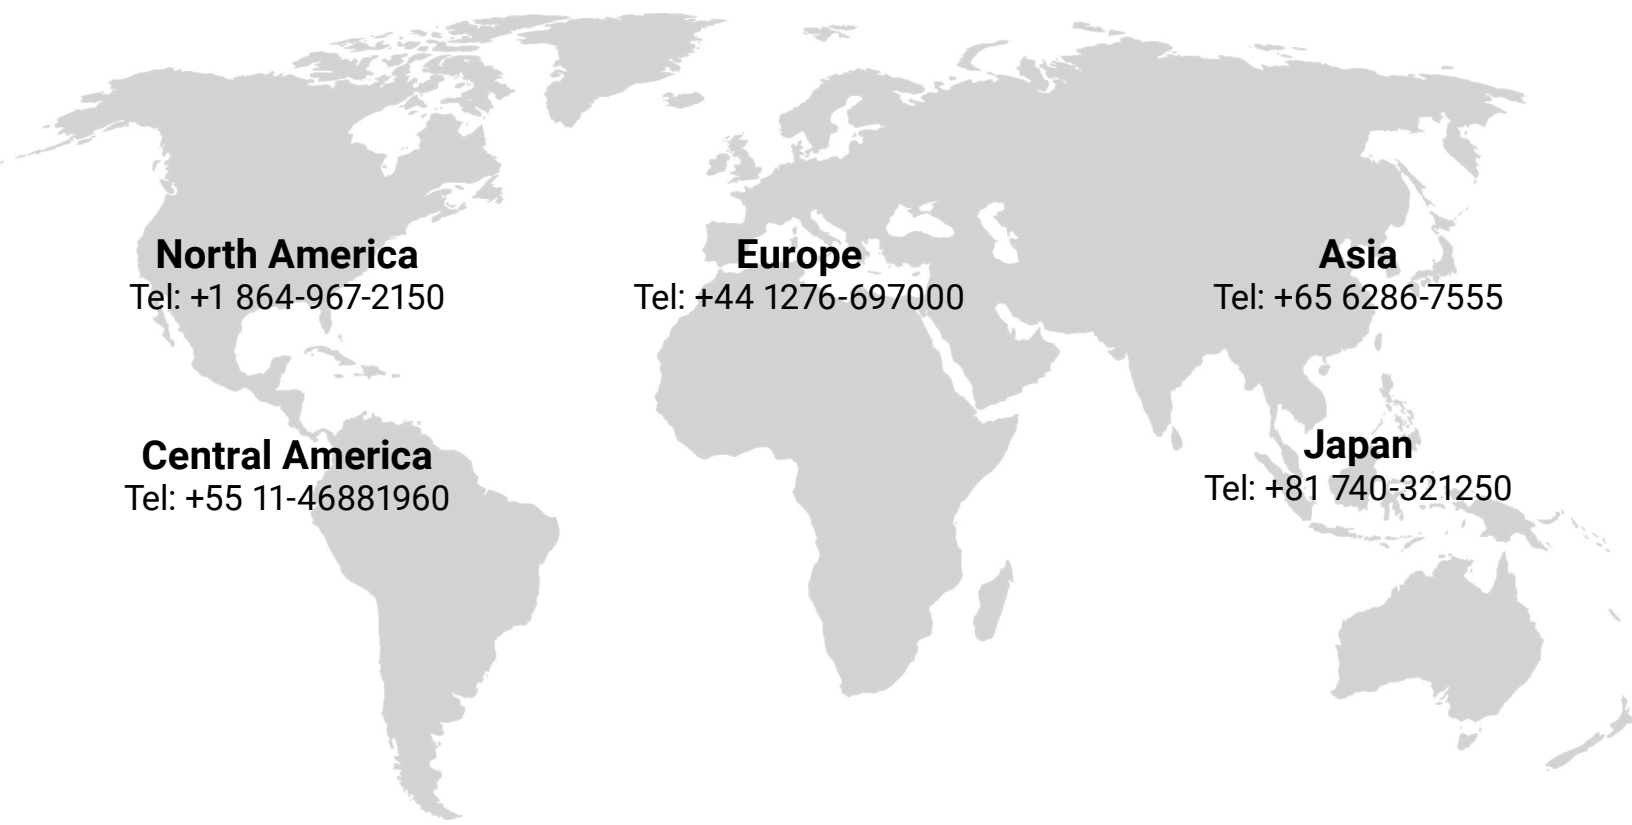 North America
Tel: +1 864-967-2150
Europe
Tel: +44 1276-697000
Asia
Tel: +65 6286-7555
Central America
Tel: +55 11-46881960
Japan
Tel: +81 740-321250